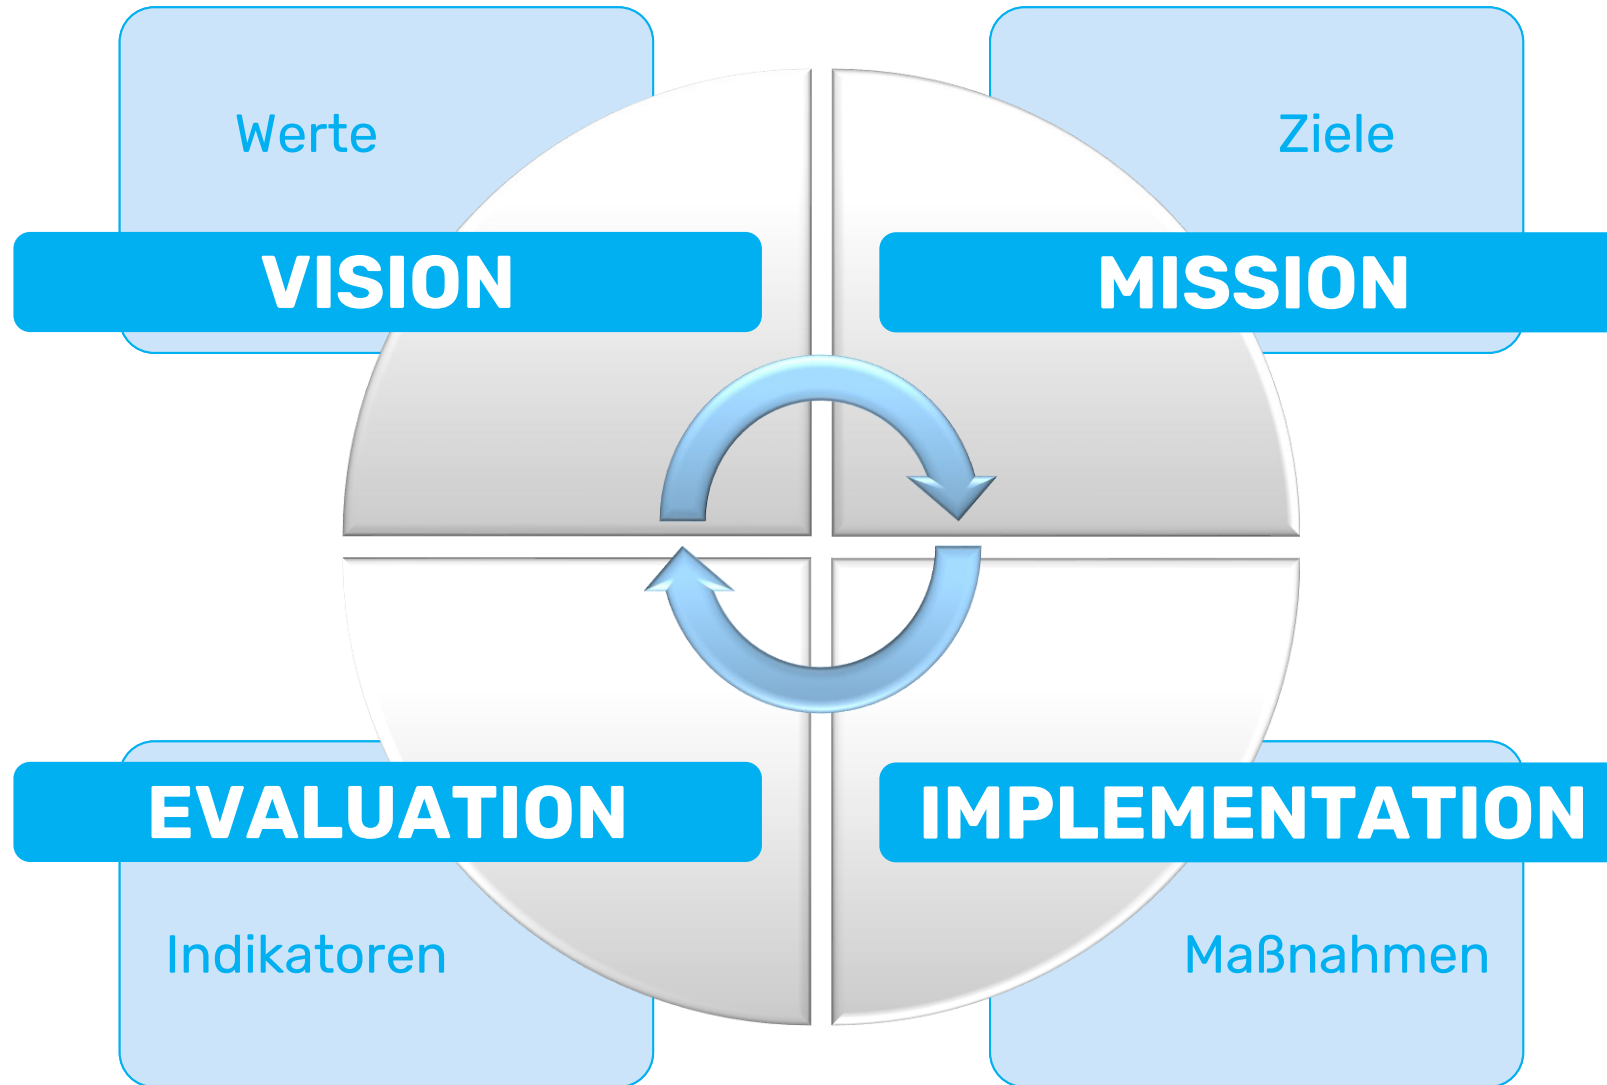 Werte
Ziele
VISION
MISSION
EVALUATION
IMPLEMENTATION
Indikatoren
Maßnahmen